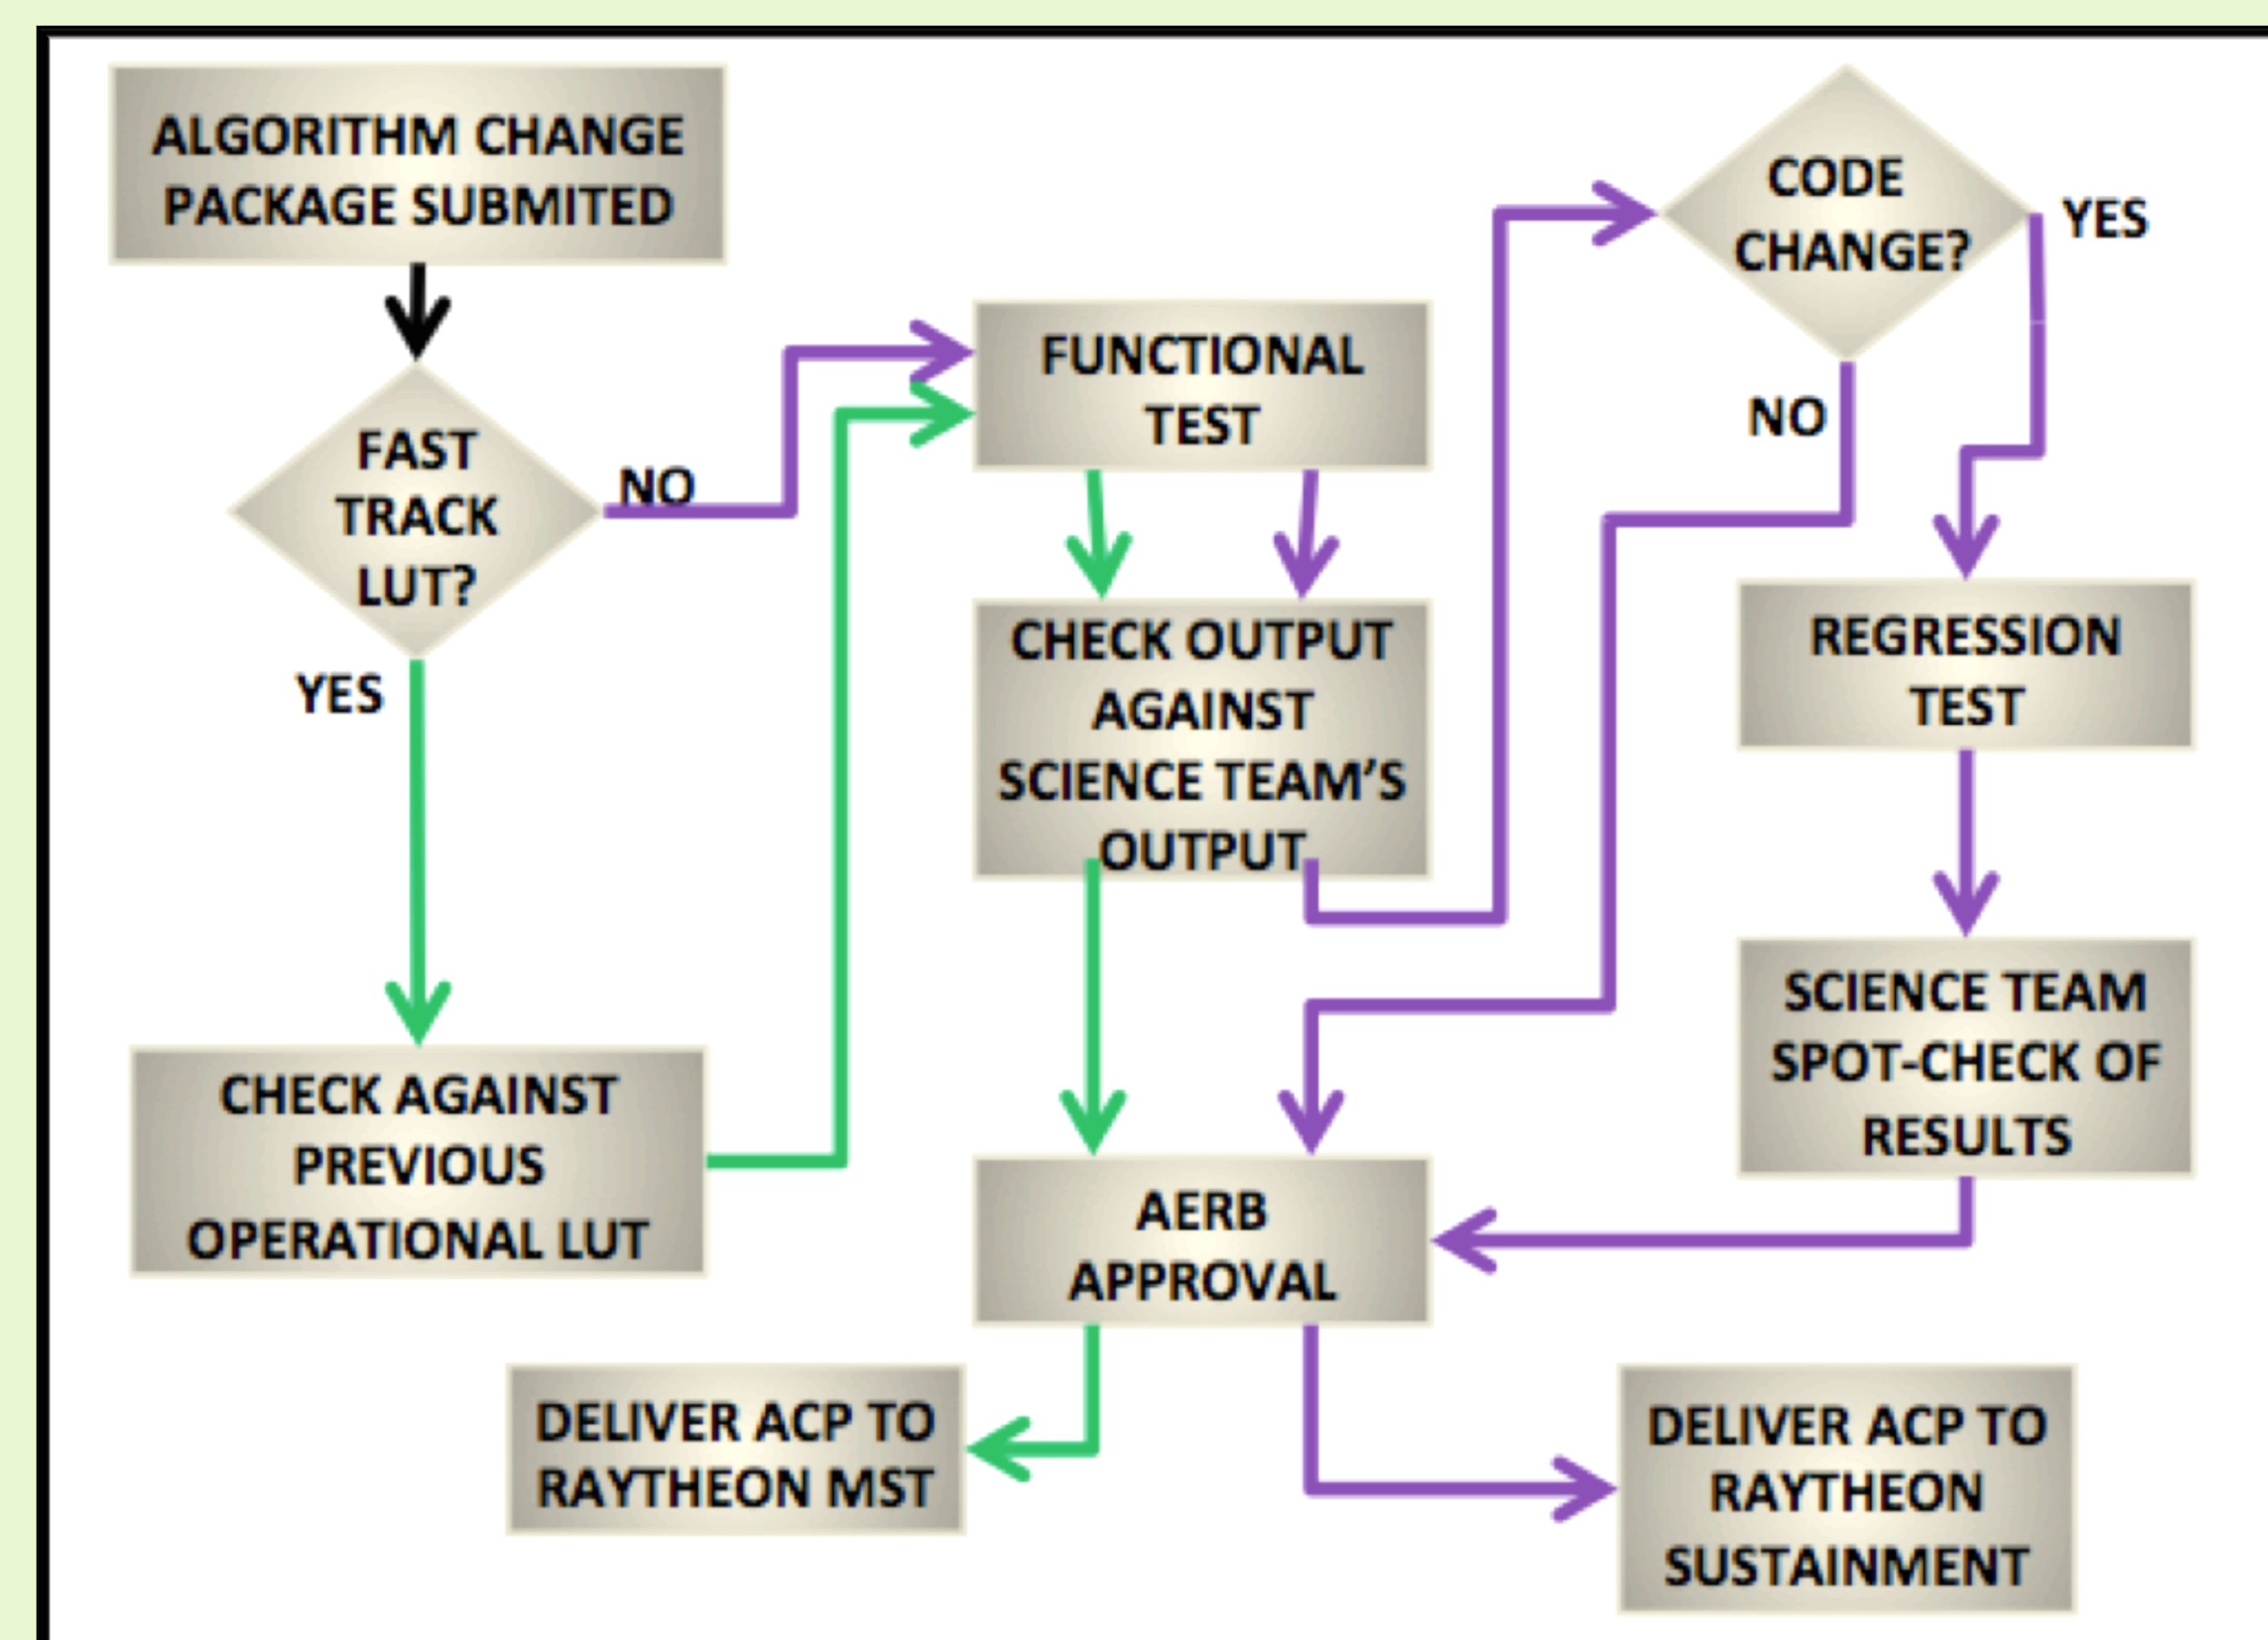 ALGORITHM CHANGE
PACKAGE SUBMITED
FAST
TRACK
LUT?
NO
YES
CHECK AGAINST
PREVIOUS
OPERATIONAL LUT
FUNCTIONAL
TEST
CHECK OUTPUT
AGAINST
SCIENCE TEAM’S
OUTPUT
CODE
CHANGE?
YES
NO
REGRESSION
TEST
SCIENCE TEAM
SPOT-CHECK OF
RESULTS
AERB
APPROVAL
DELIVER ACP TO
RAYTHEON MST
DELIVER ACP TO
RAYTHEON
SUSTAINMENT